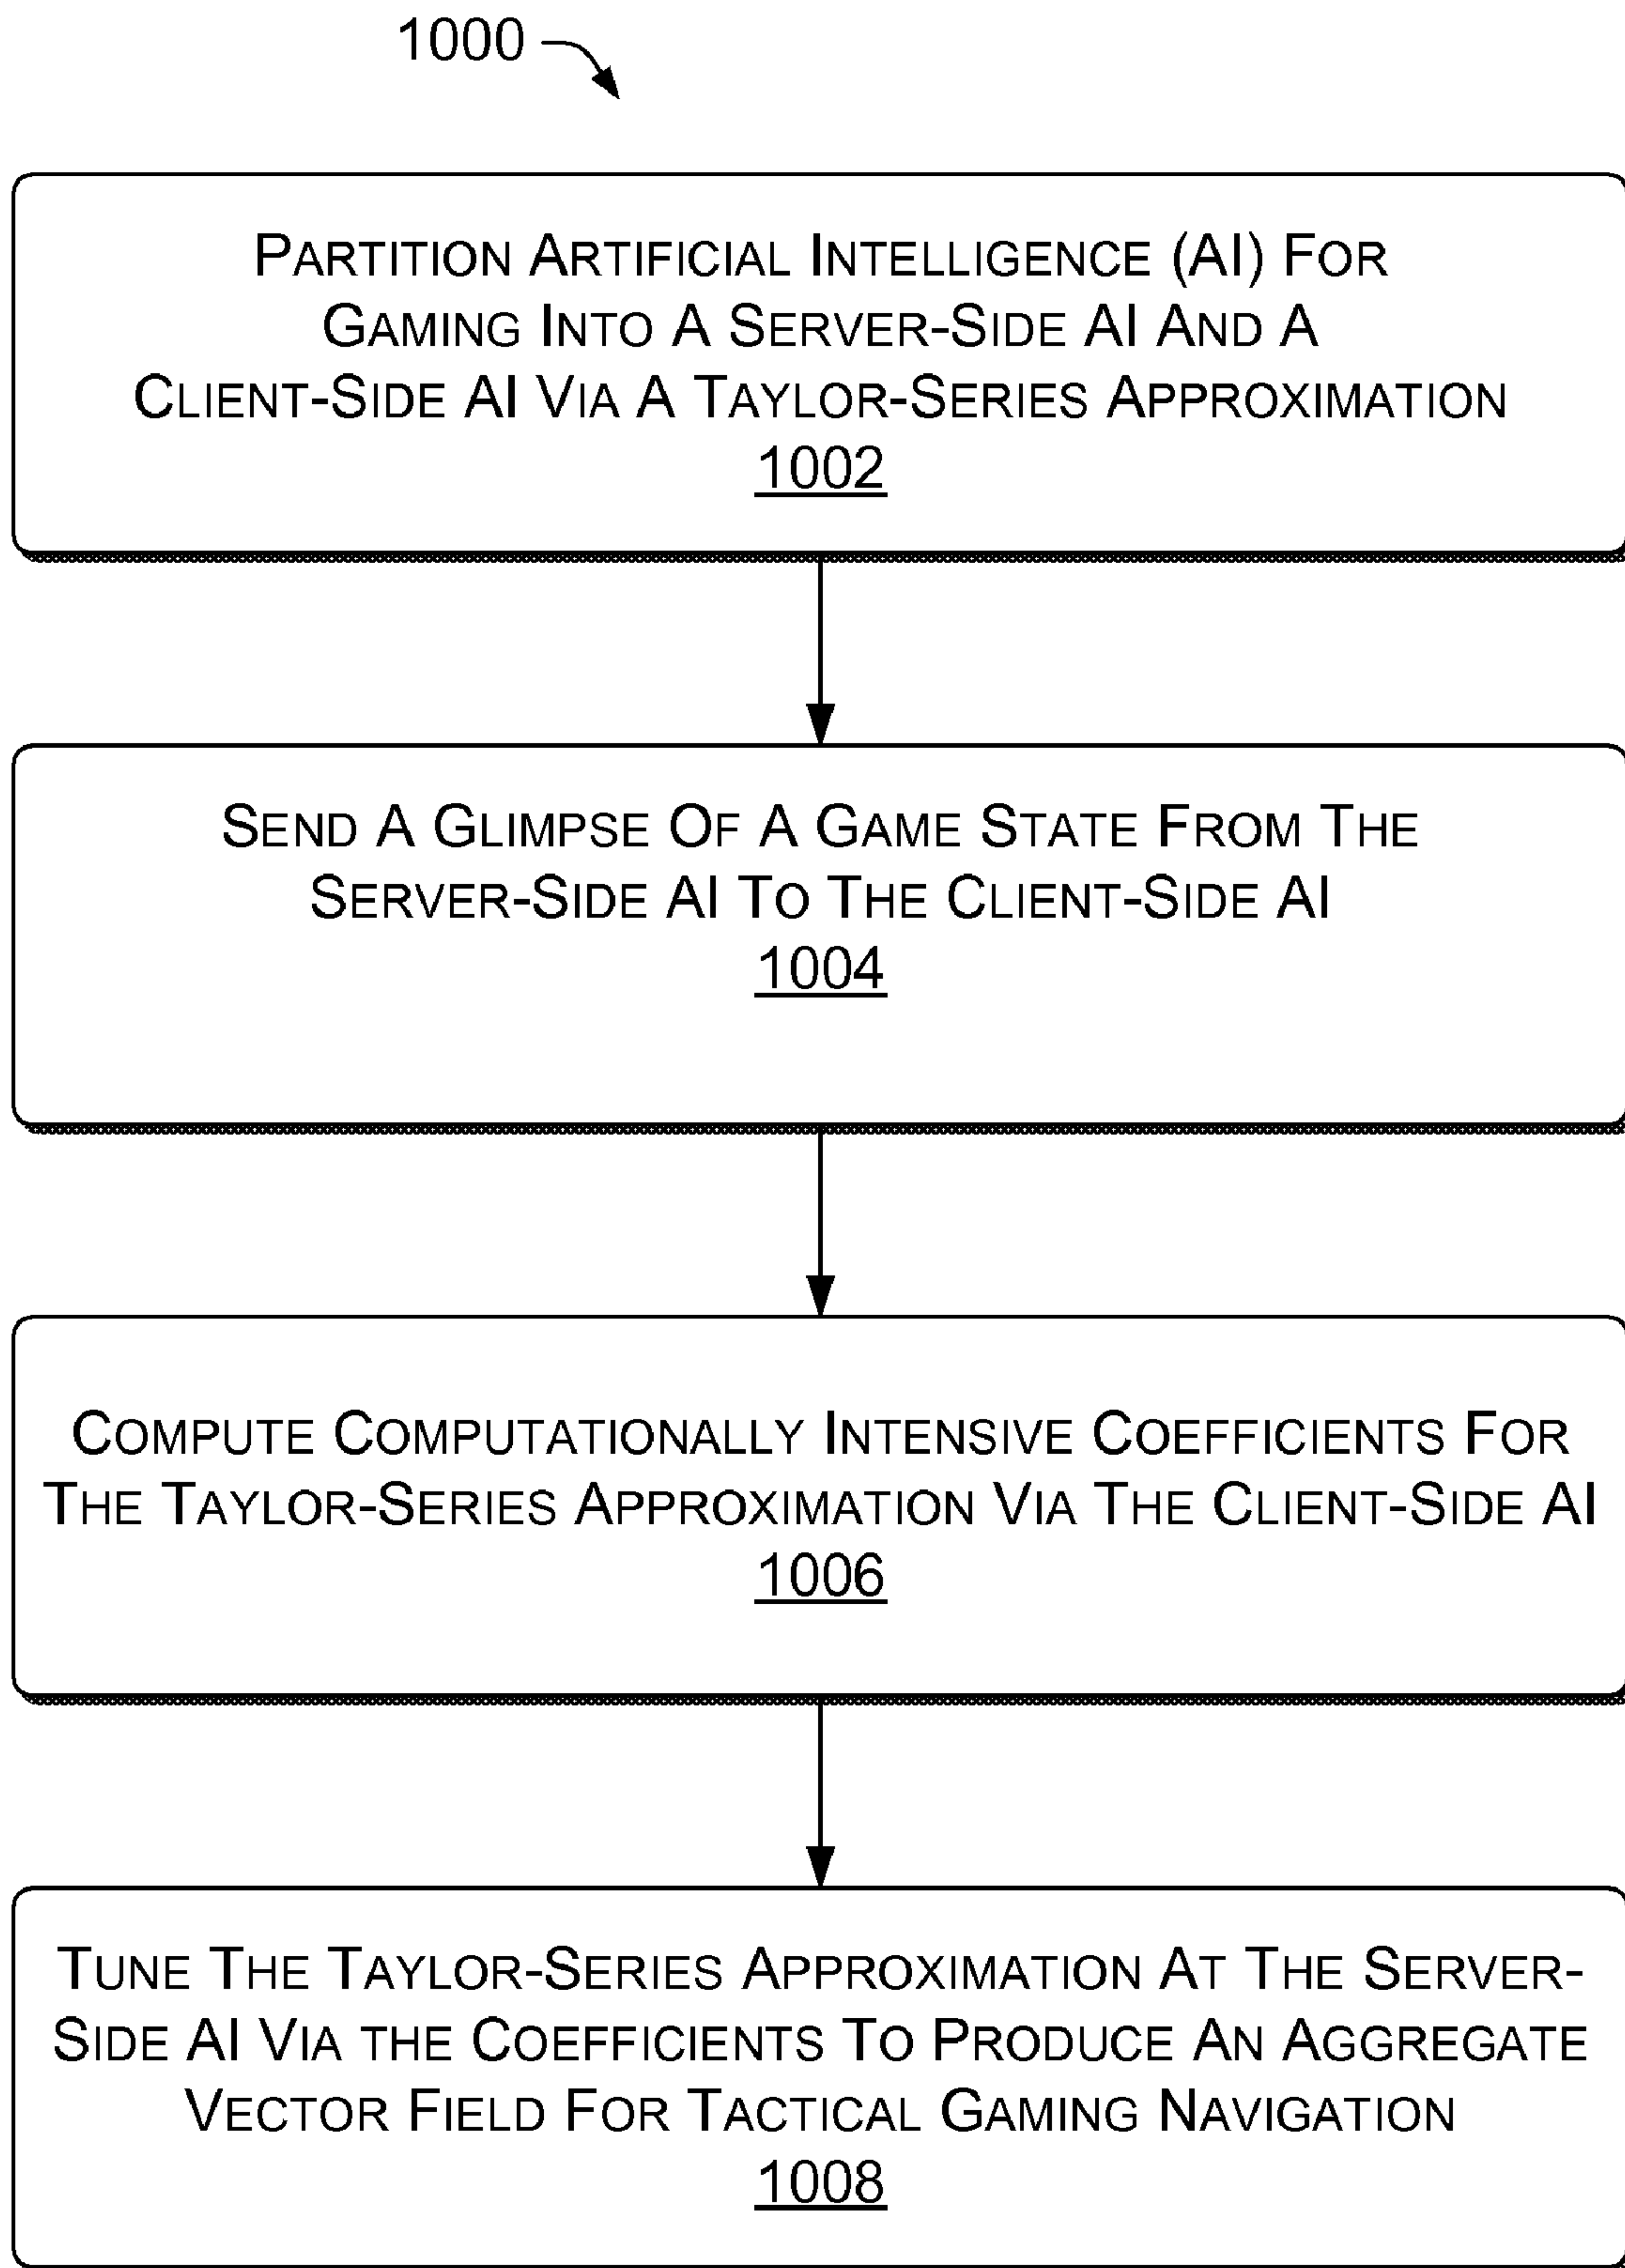 1000
PARTITION ARTIFICIAL INTELLIGENCE (AI) FOR
GAMING INTO A SERVER-SIDE AI AND A
CLIENT-SIDE AI VIA A TAYLOR-SERIES APPROXIMATION
1002
SEND A GLIMPSE OF A GAME STATE FROM THE
SERVER-SIDE AI TO THE CLIENT-SIDE AI
1004
COMPUTE COMPUTATIONALLY INTENSIVE COEFFICIENTS FOR
THE TAYLOR-SERIES APPROXIMATION VIA THE CLIENT-SIDE AI
1006
TUNE THE TAYLOR-SERIES APPROXIMATION AT THE SERVER-
SIDE AI VIA THE COEFFICIENTS TO PRODUCE AN AGGREGATE
VECTOR FIELD FOR TACTICAL GAMING NAVIGATION
1008